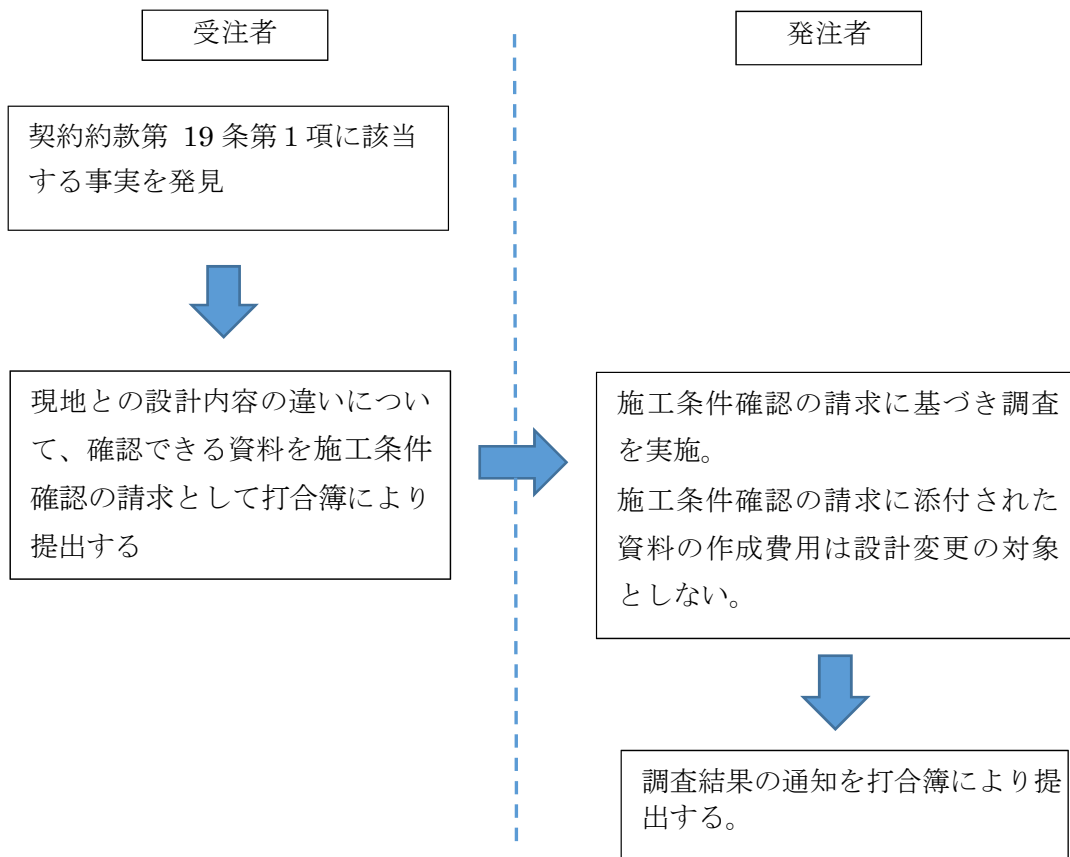 受注者
発注者
契約約款第 19 条第１項に該当
する事実を発見
現地との設計内容の違いについ
て、確認できる資料を施工条件
確認の請求として打合簿により
提出する
施工条件確認の請求に基づき調査
を実施。
施工条件確認の請求に添付された
資料の作成費用は設計変更の対象
としない。
調査結果の通知を打合簿により提
出する。